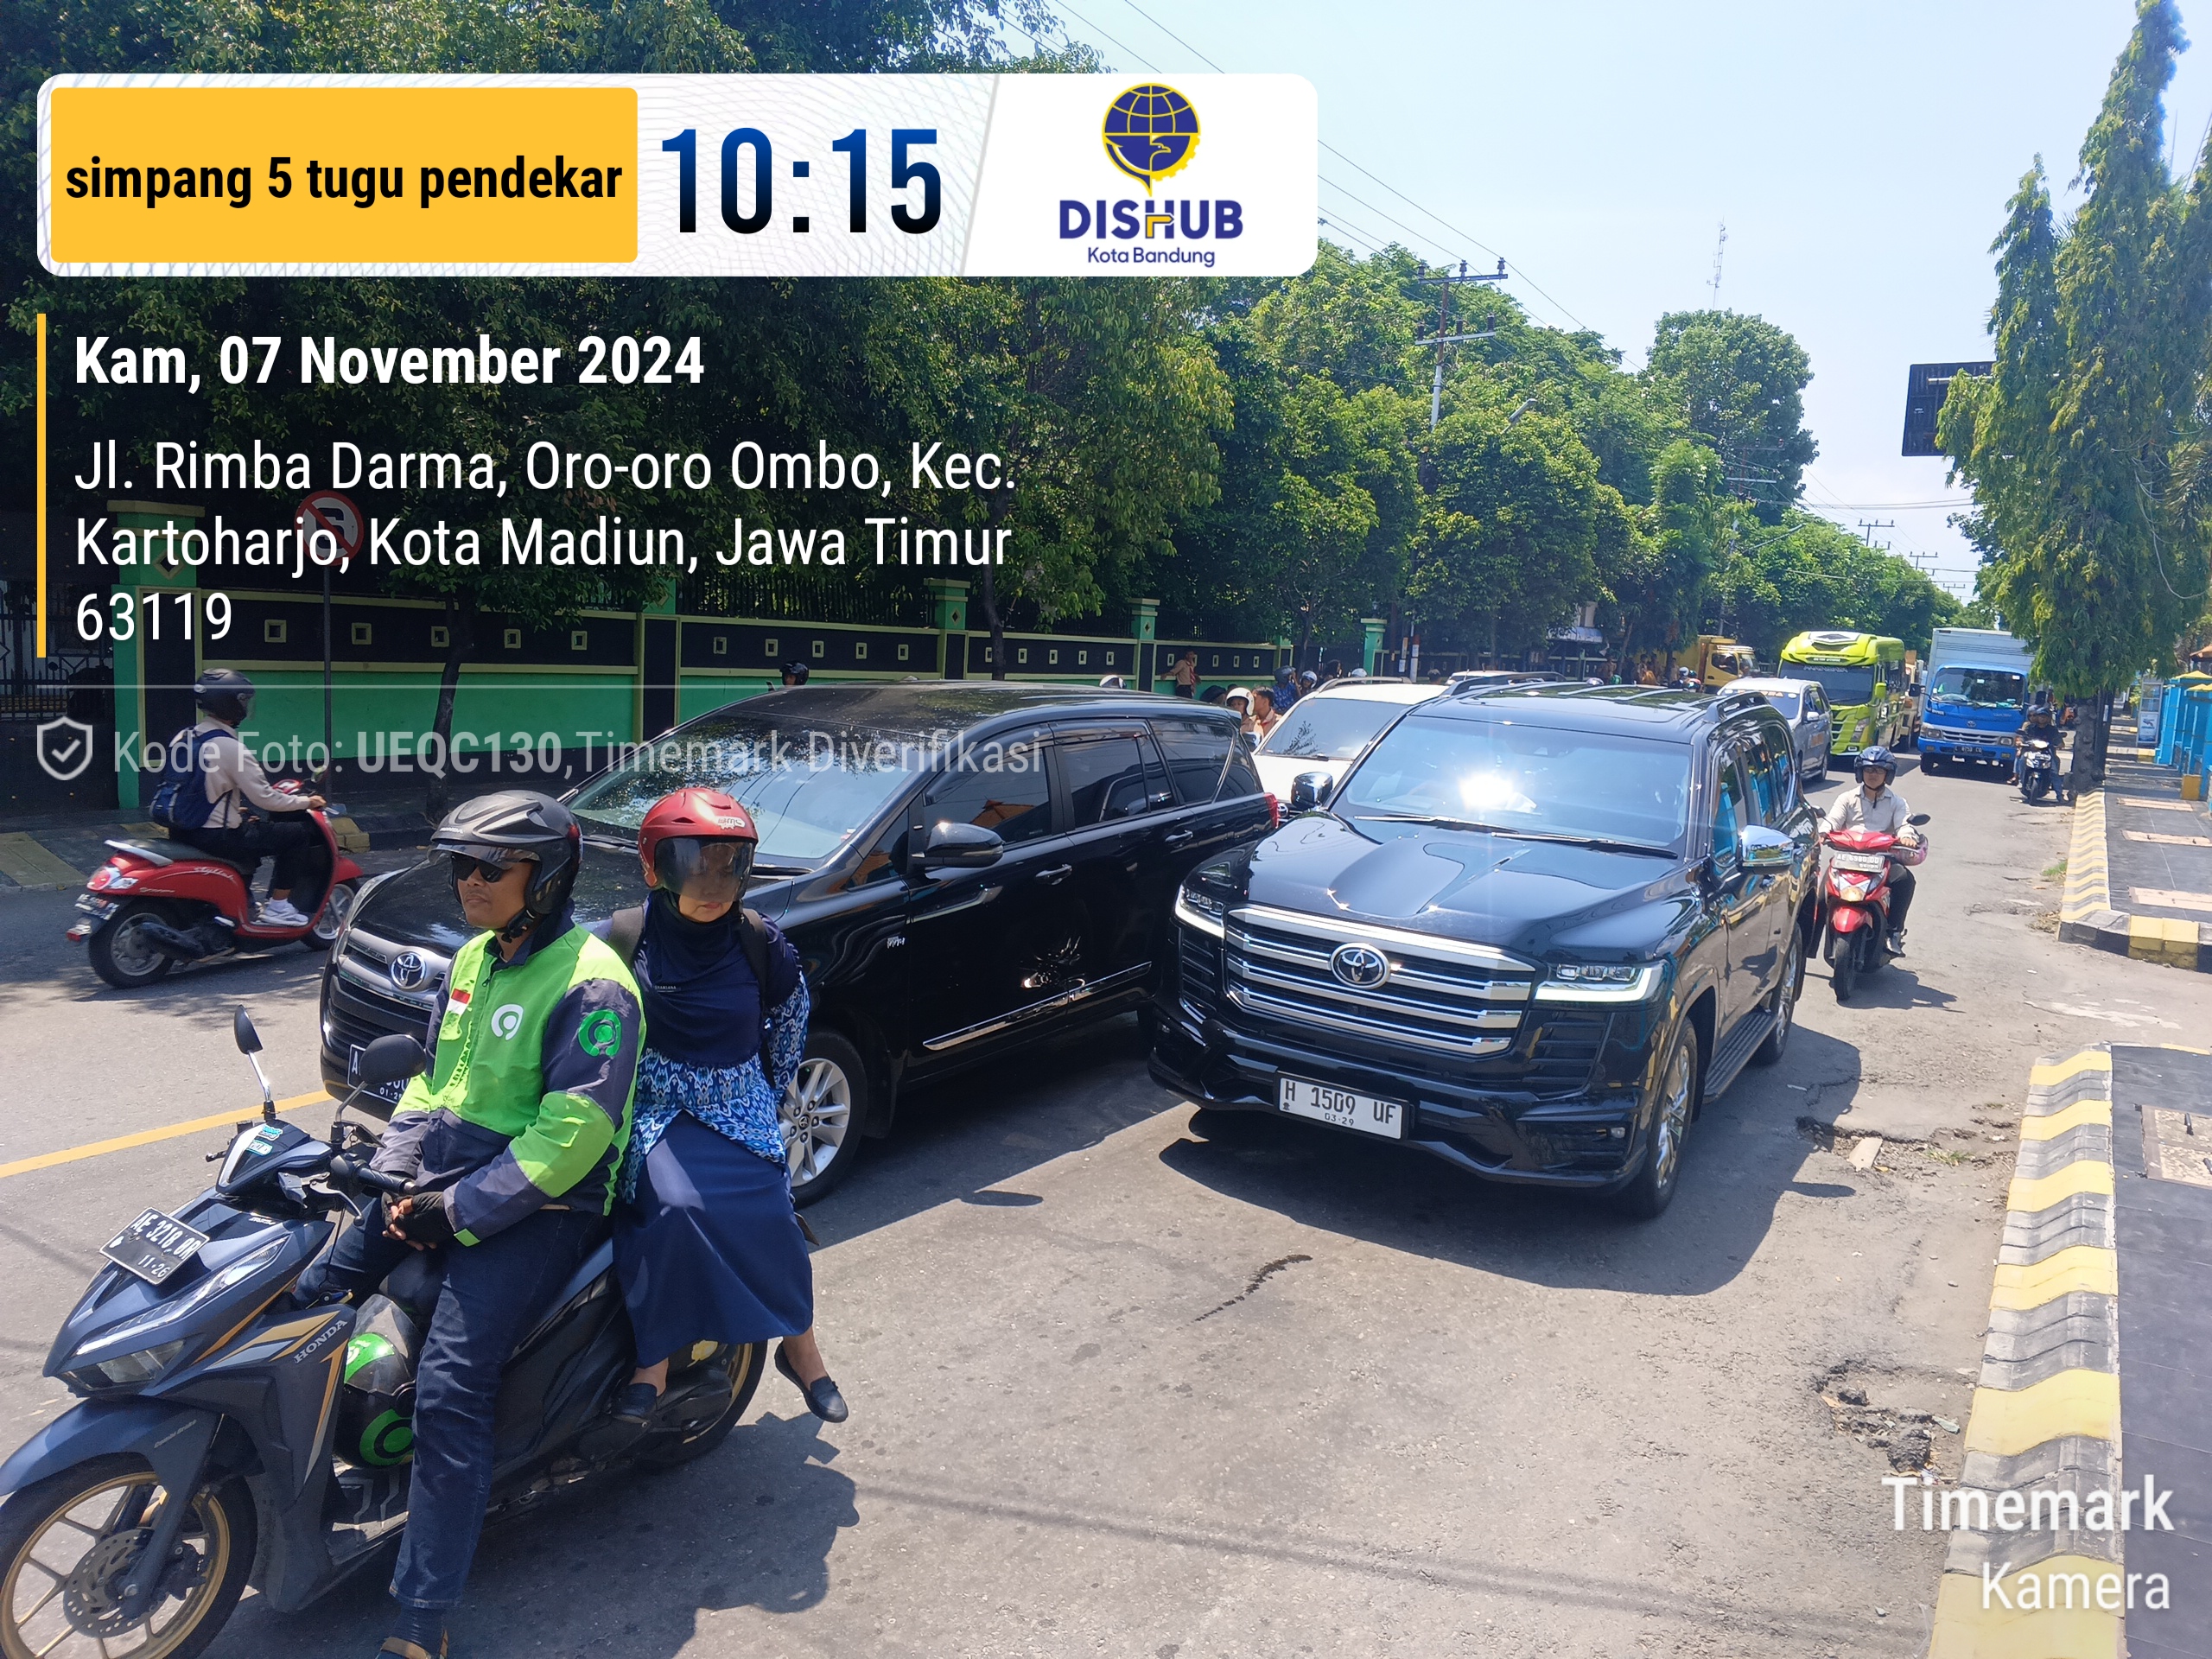 simpang 5 tugu pendekar
10:15
DISHUB
Kota Bandung
Kam, 07 November 2024
Jl. Rimba Darma, Oro-oro Ombo, Kec.
Kartoharjo, Kota Madiun, Jawa Timur
63119
Kode Foto: UEQC130,Timemark Diverifikasi
H 1509 UF
03-29
AE 3218
11-26
HONDA
Timemark
Kamera